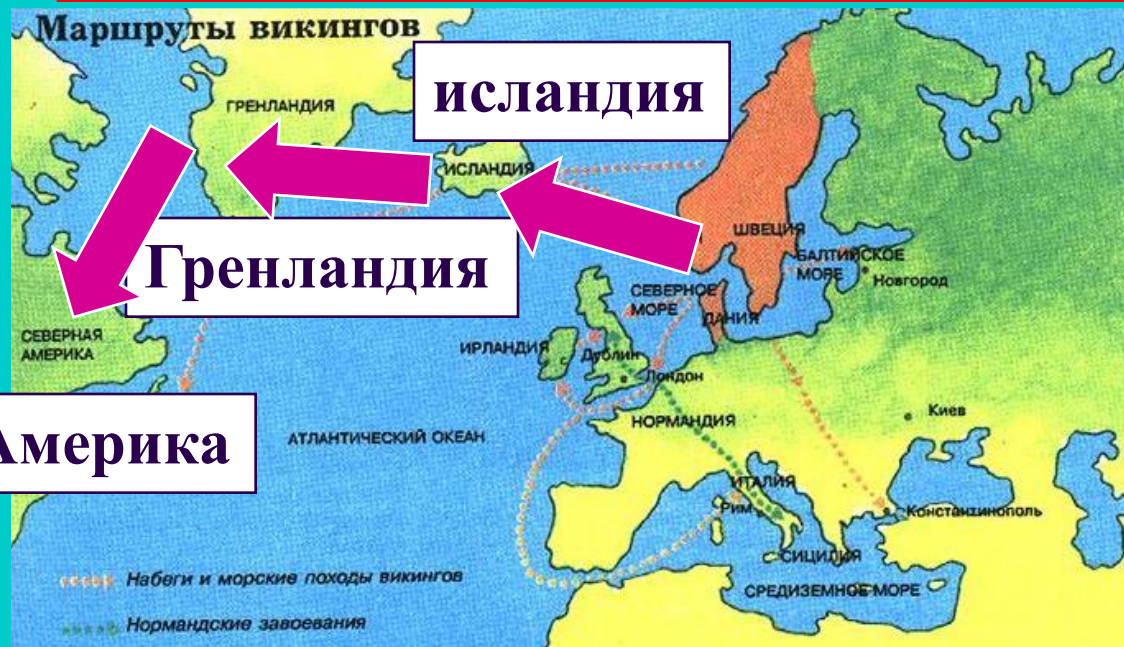 Маршруты викингов
исландия
ГРЕНЛАНДИЯ
ИСЛАНДИЯ
ШВЕЦИЯ
Гренландия
БАЛТИЙСКОЕ
МОРЕ
Новгород
СЕВЕРНОЕ
МОРЕ
ДАНИЯ
СЕВЕРНАЯ
АМЕРИКА
ИРЛАНДИЯ
Дублин
Лондон
Америка
АТЛАНТИЧЕСКИЙ ОКЕАН
НОРМАНДИЯ
Киев
ИТАЛИЯ
Рим
Константинополь
СИЦИЛИЯ
СРЕДИЗЕМНОЕ МОРЕ
Набеги и морские походы викингов
Нормандские завоевания